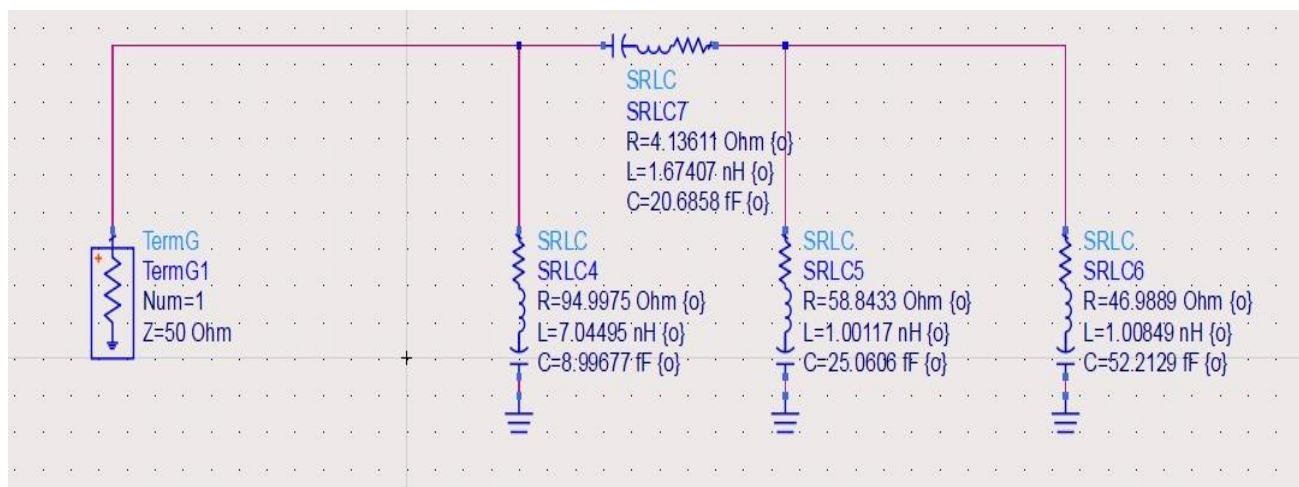 SRLC
SRLC7
R=4.13611 Ohm {o}
L=1.67407 nH {o}
C=20.6858 fF {o}
TermG
TermG1
Num=1
Z=50 Ohm
SRLC
SRLC4
R=94.9975 Ohm {o}
L=7.04495 nH {o}
C=8.99677 fF {o}
SRLC
SRLC5
R=58.8433 Ohm {o}
L=1.00117 nH {o}
C=25.0606 fF {o}
SRLC
SRLC6
R=46.9889 Ohm {o}
L=1.00849 nH {o}
C=52.2129 fF {o}